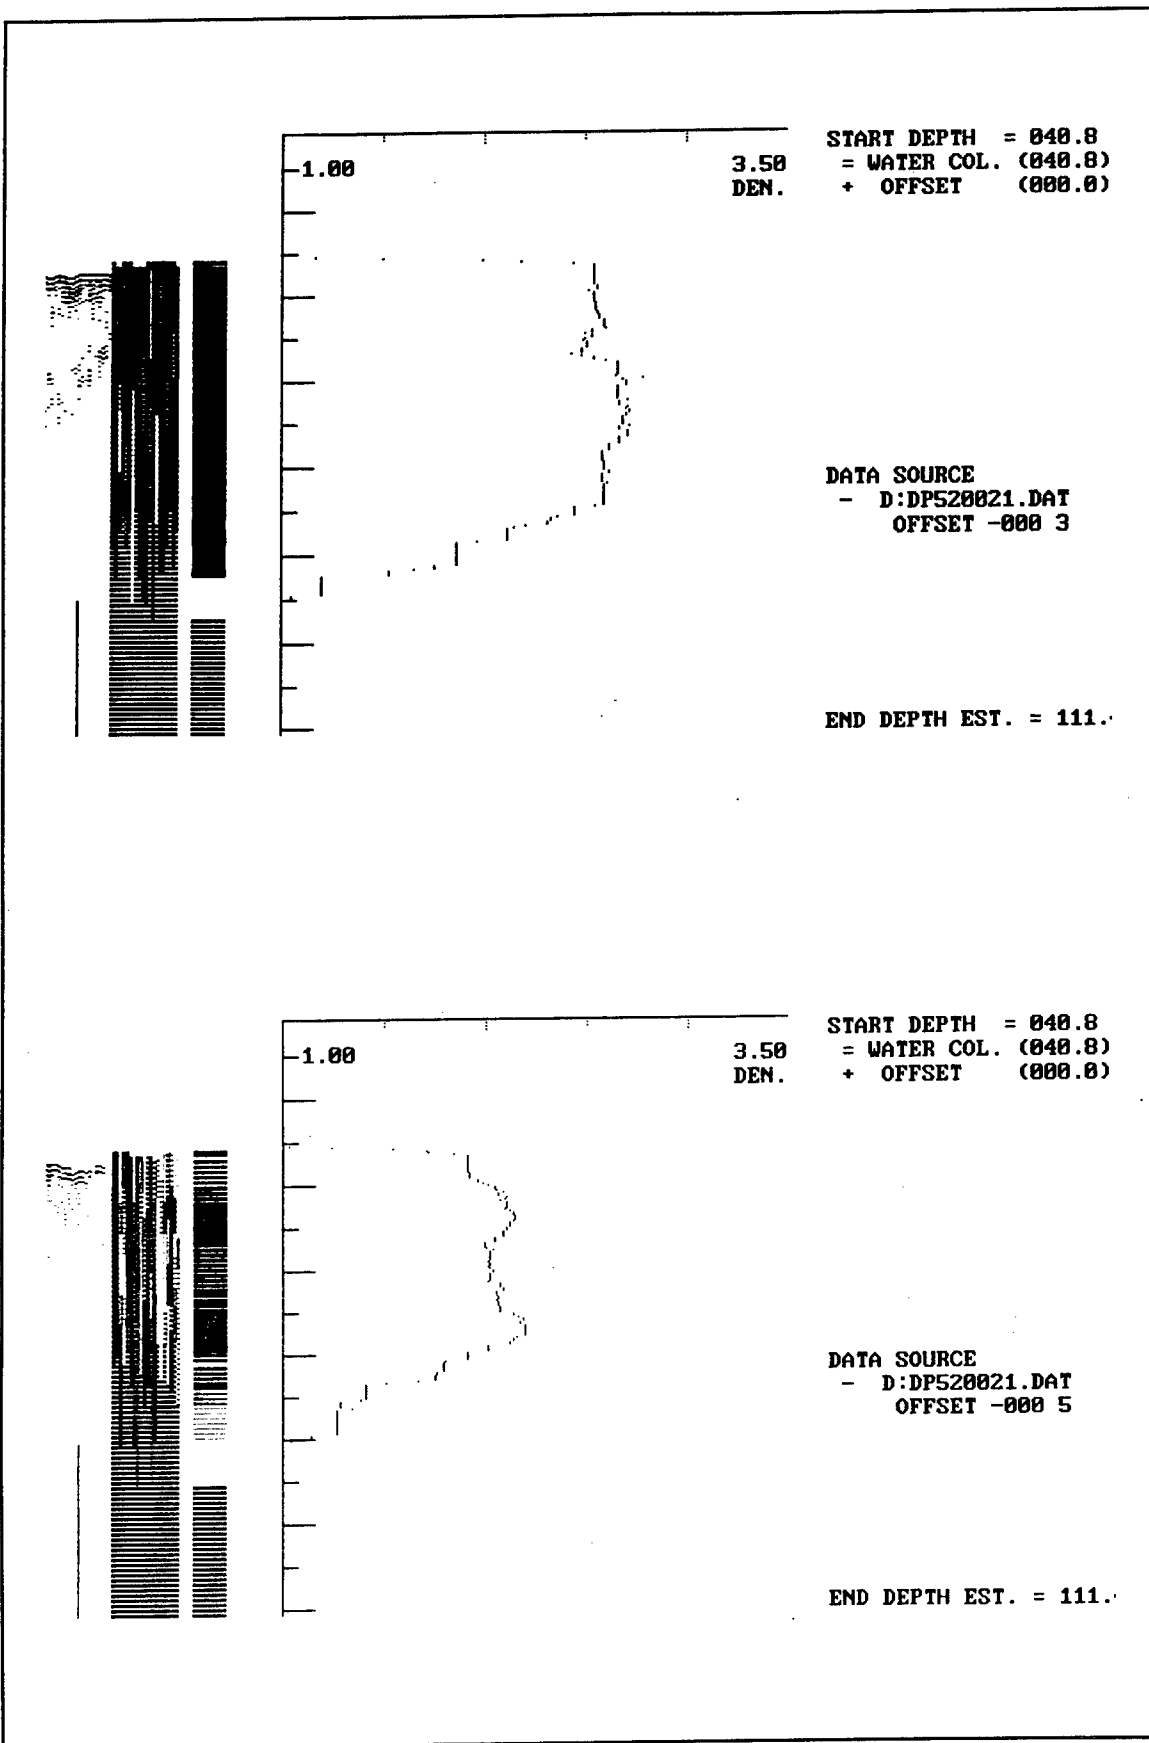 1.00
3.50
DEN.
START DEPTH = 040.8
= WATER COL. (040.8)
+ OFFSET (000.0)
DATA SOURCE
- D:DP520021.DAT
OFFSET -000 3
END DEPTH EST. = 111.
1.00
3.50
DEN.
START DEPTH = 040.8
= WATER COL. (040.8)
+ OFFSET (000.0)
DATA SOURCE
- D:DP520021.DAT
OFFSET -000 5
END DEPTH EST. = 111.